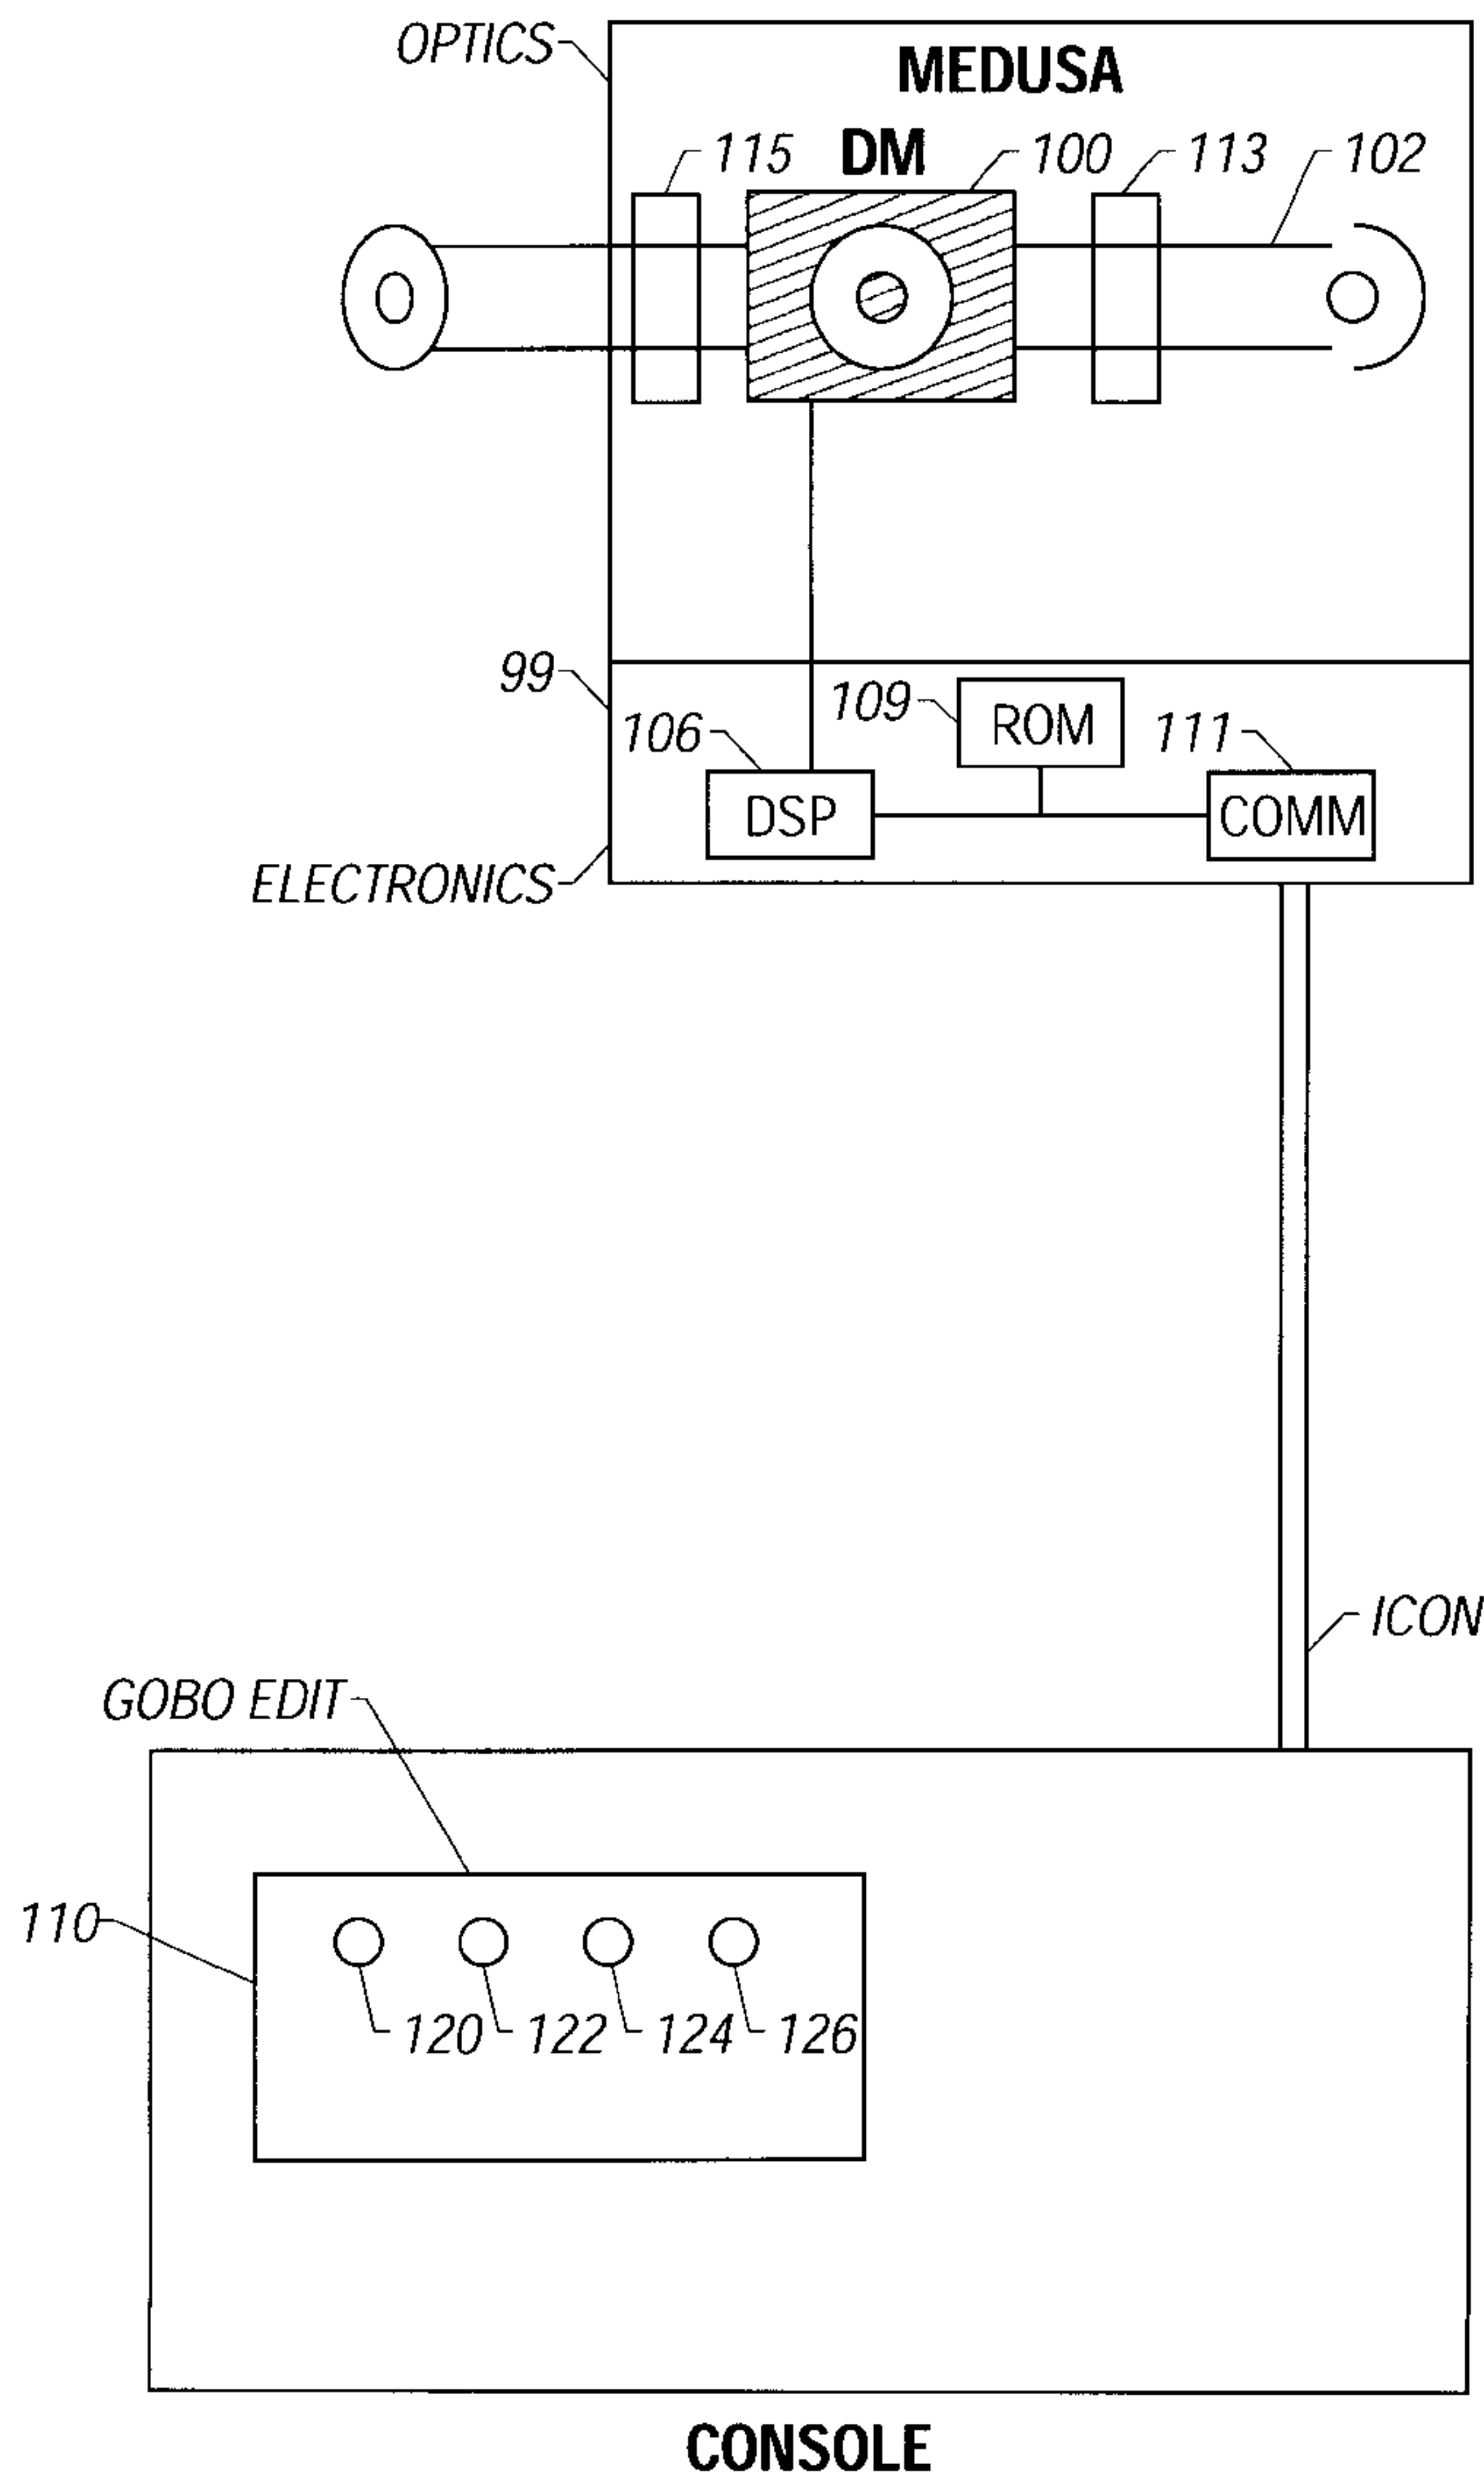 OPTICS
MEDUSA
115 DM 100 113 102
99
109 ROM
106 111
DSP COMM
ELECTRONICS
ICON
GOBO EDIT
110
120 122 124 126
CONSOLE